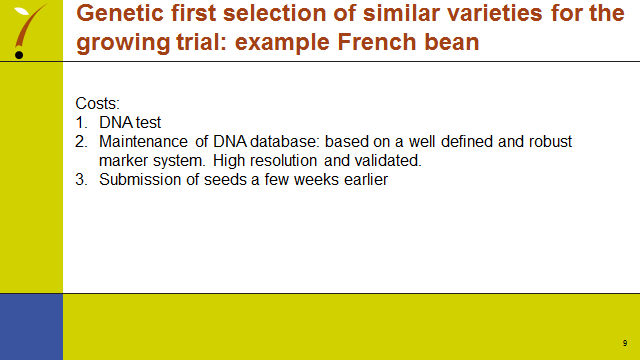 Genetic first selection of similar varieties for the
growing trial: example French bean
Costs:
1. DNA test
2. Maintenance of DNA database: based on a well defined and robust
marker system. High resolution and validated.
3. Submission of seeds a few weeks earlier
9